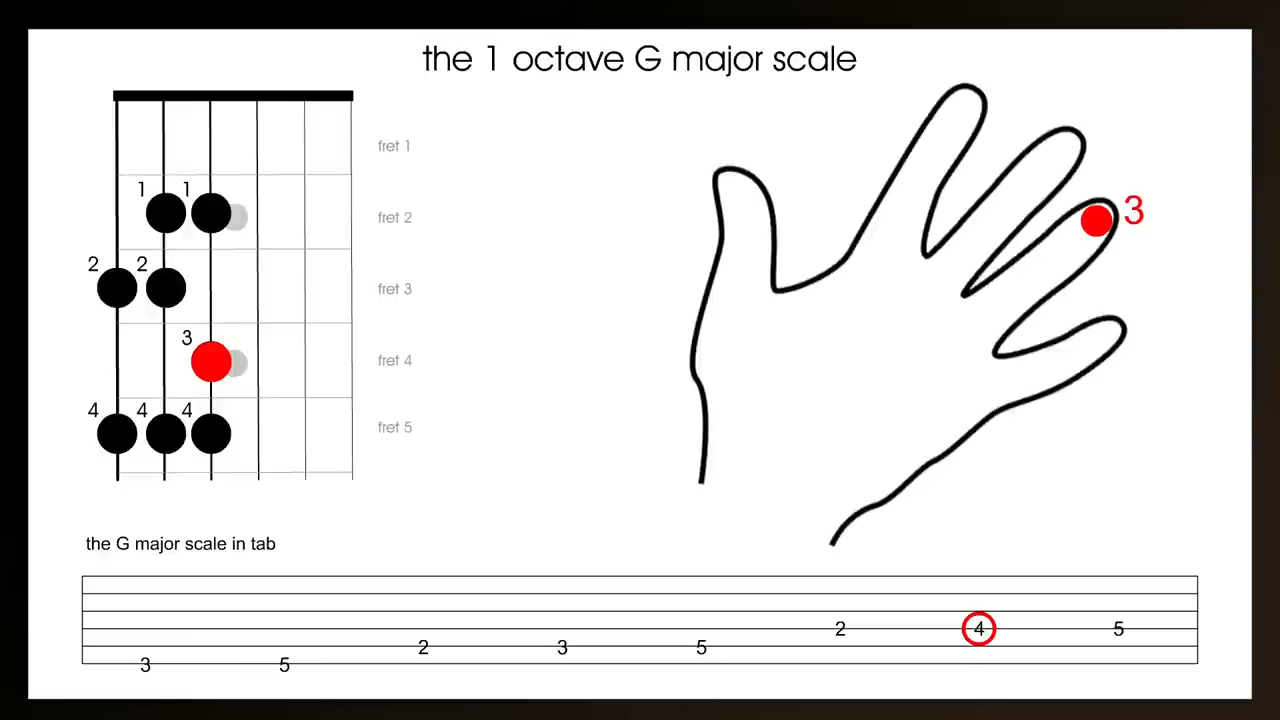 the 1 octave G major scale
fret 1
1 1
fret 2
3
2 2
fret 3
3
fret 4
4 4 4
fret 5
the G major scale in tab
3 5 2 3 5 2 4 5